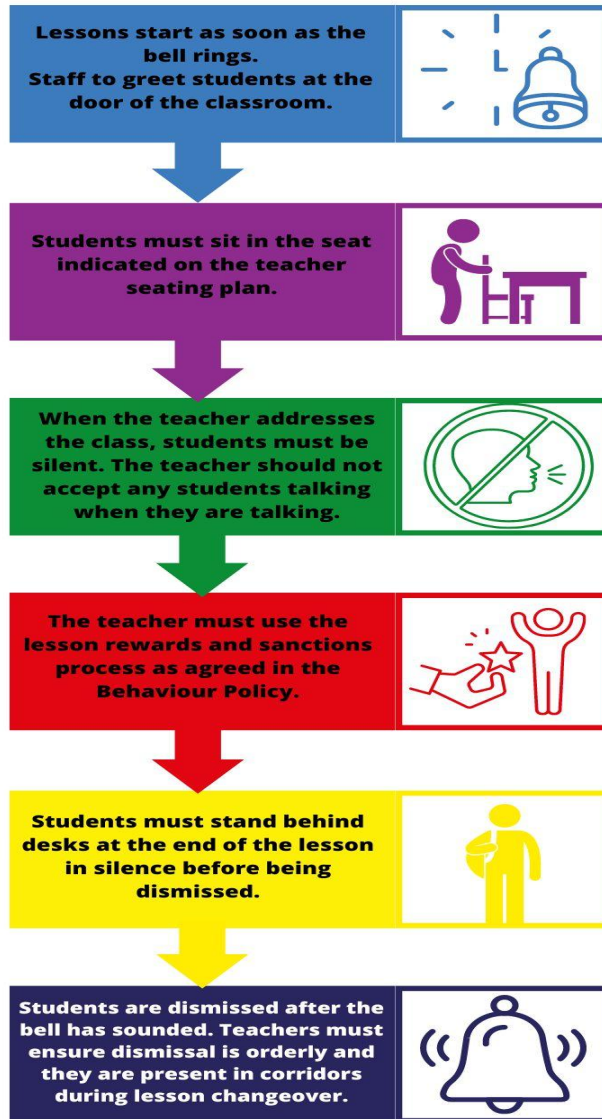 Lessons start as soon as the
bell rings.
Staff to greet students at the
door of the classroom.
Students must sit in the seat
indicated on the teacher
seating plan.
When the teacher addresses
the class, students must be
silent. The teacher should not
accept any students talking
when they are talking.
The teacher must use the
lesson rewards and sanctions
process as agreed in the
Behaviour Policy.
Students must stand behind
desks at the end of the lesson
in silence before being
dismissed.
Students are dismissed after the
bell has sounded. Teachers must
ensure dismissal is orderly and
they are present in corridors
during lesson changeover.